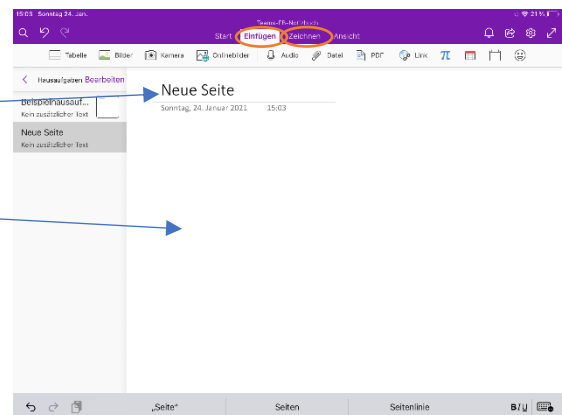 15:03 Sonntag 24. Jan.
21 %
Teams-FB-Notizbuch
Start Einfügen Zeichnen Ansicht
Tabelle Bilder Kamera Onlinebilder Audio Datei PDF Link π
Hausaufgaben Bearbeiten
Neue Seite
Sonntag, 24. Januar 2021 15:03
Beispielhausauf...
Kein zusätzlicher Text
Neue Seite
Kein zusätzlicher Text
„Seite“ Seiten Seitenlinie B I U